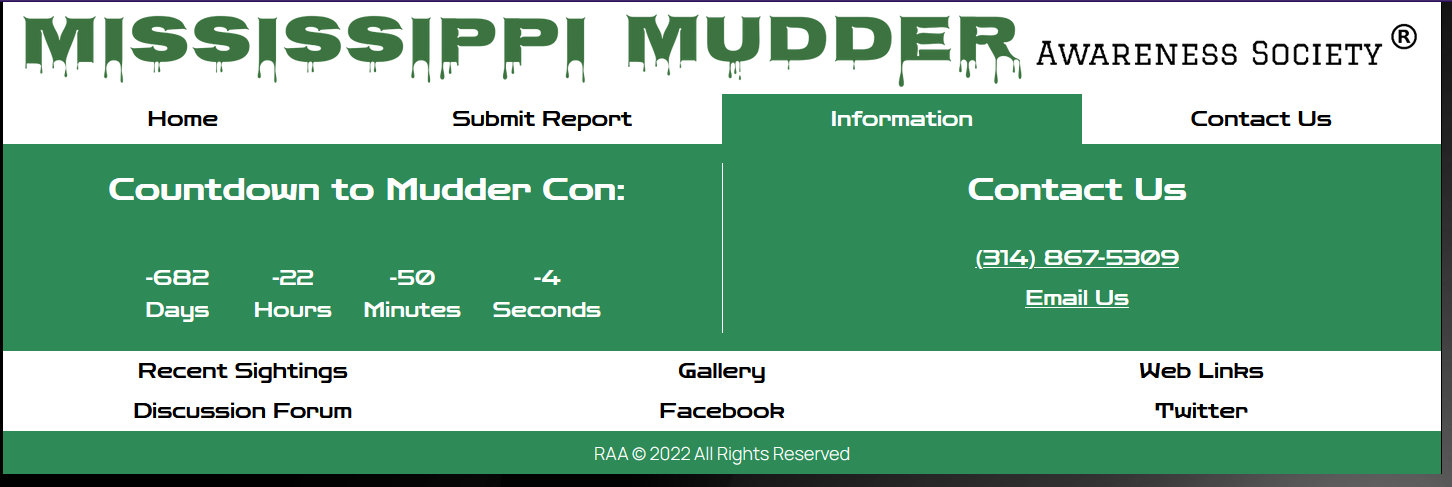 MISSISSIPPI MUDDER AWARENESS SOCIETY ®
Home Submit Report Information Contact Us
Countdown to Mudder Con:
-682 -22 -50 -4
Days Hours Minutes Seconds
Contact Us
(314) 867-5309
Email Us
Recent Sightings Gallery Web Links
Discussion Forum Facebook Twitter
RAA © 2022 All Rights Reserved